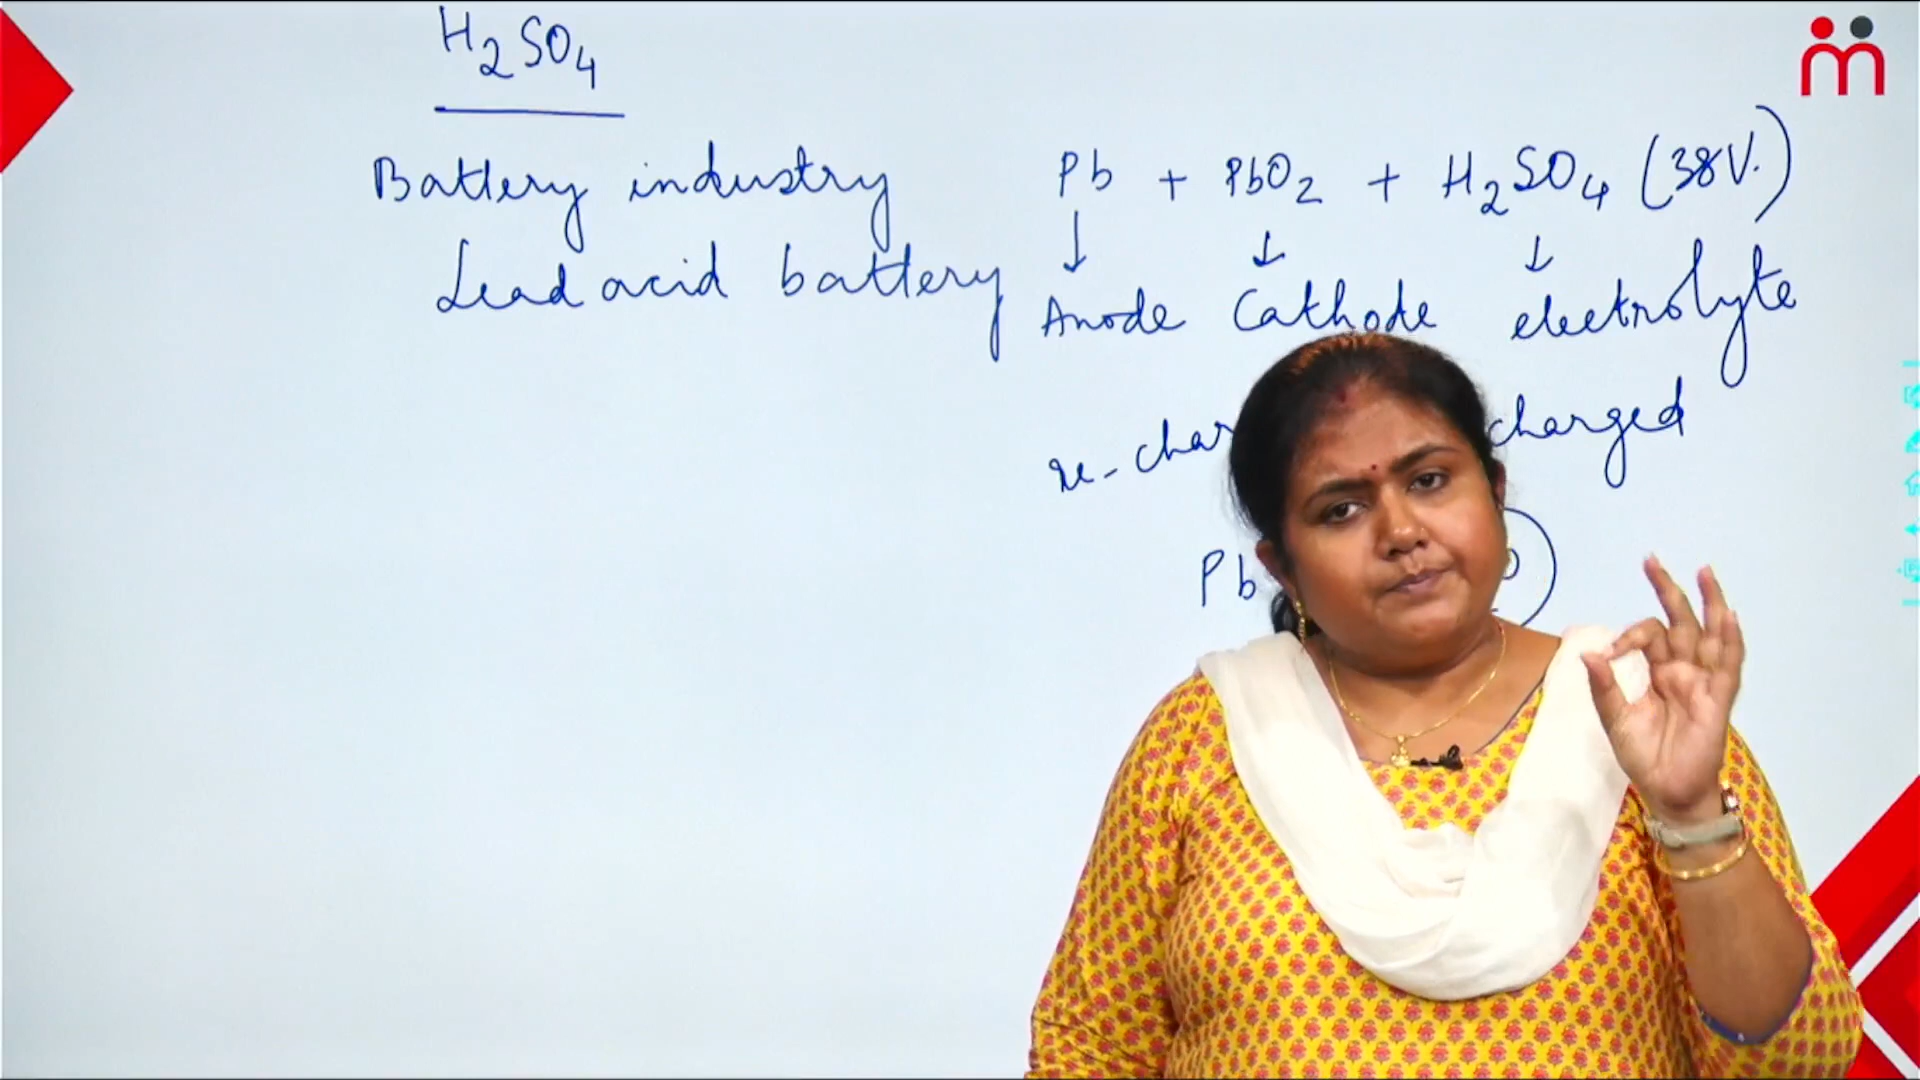 H₂SO₄
Battery industry
Lead acid battery
Pb + PbO₂ + H₂SO₄ (38V.)
↓ ↓ ↓
Anode Cathode electrolyte
re-char charged
Pb